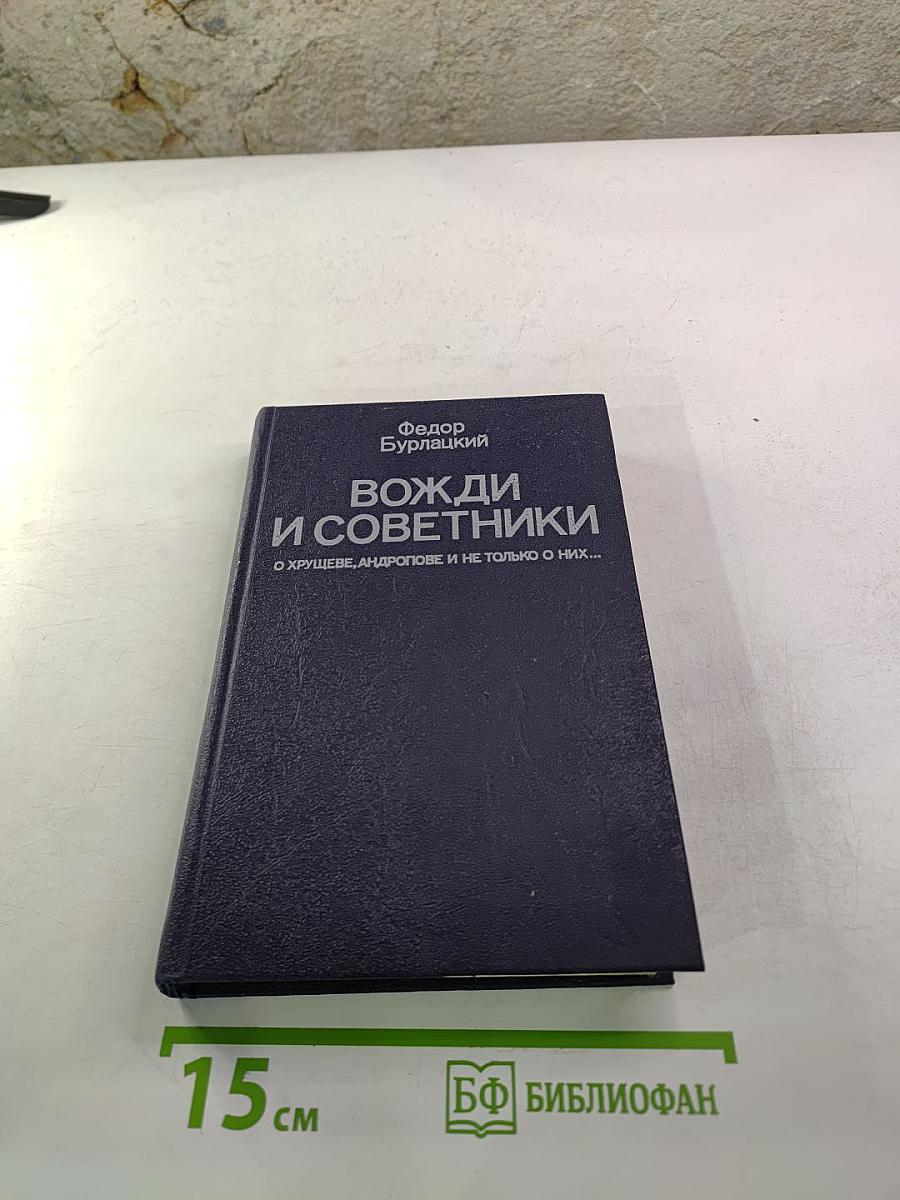 Федор
Бурлацкий
ВОЖДИ
И СОВЕТНИКИ
О ХРУЩЕВЕ, АНДРОПОВЕ И НЕ ТОЛЬКО О НИХ...
15 см
БФ БИБЛИОФАН